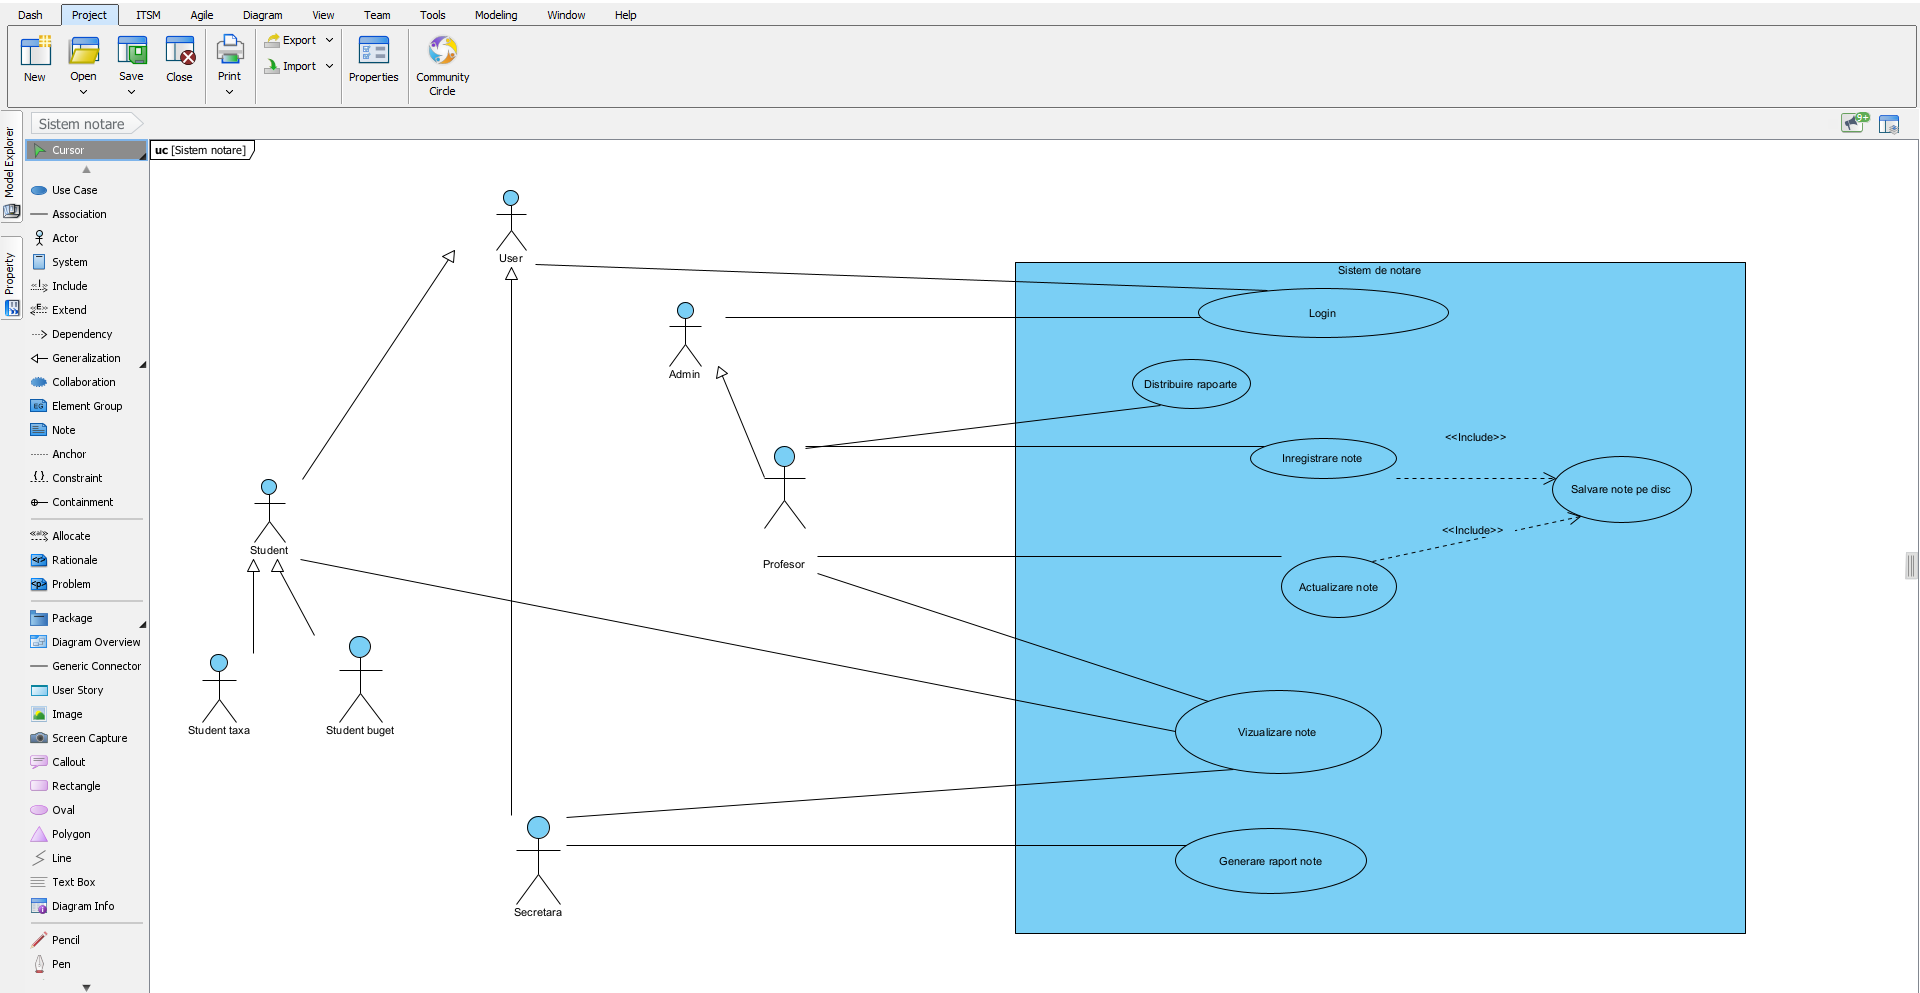 Dash Project ITSM Agile Diagram View Team Tools Modeling Window Help
New Open Save Close Print Export Import Properties Community Circle
Model Explorer
Property
Sistem notare
Cursor
Use Case
Association
Actor
System
Include
Extend
Dependency
Generalization
Collaboration
Element Group
Note
Anchor
Constraint
Containment
Allocate
Rationale
Problem
Package
Diagram Overview
Generic Connector
User Story
Image
Screen Capture
Callout
Rectangle
Oval
Polygon
Line
Text Box
Diagram Info
Pencil
Pen
9+
uc [Sistem notare]
User
Sistem de notare
Login
Admin
Distribuire rapoarte
<<Include>>
Inregistrare note
Salvare note pe disc
<<Include>>
Student
Profesor
Actualizare note
Student taxa
Student buget
Vizualizare note
Generare raport note
Secretara